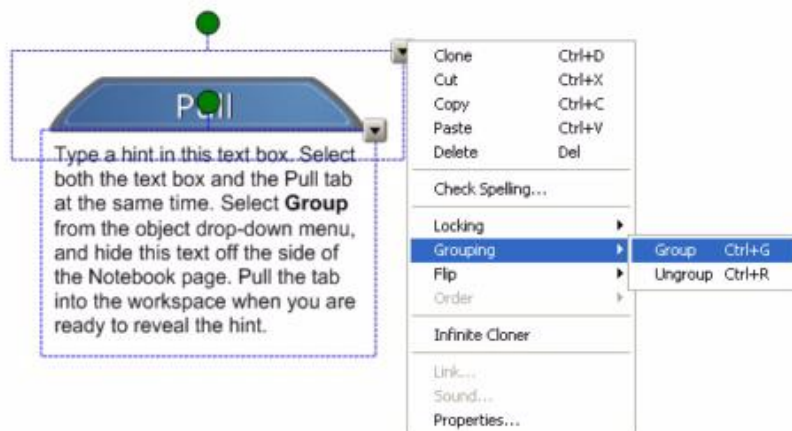 Pull
Type a hint in this text box. Select
both the text box and the Pull tab
at the same time. Select Group
from the object drop-down menu,
and hide this text off the side of
the Notebook page. Pull the tab
into the workspace when you are
ready to reveal the hint.
Clone Ctrl+D
Cut Ctrl+X
Copy Ctrl+C
Paste Ctrl+V
Delete Del
Check Spelling...
Locking
Grouping
Flip
Order
Infinite Cloner
Link...
Sound...
Properties...
Group Ctrl+G
Ungroup Ctrl+R